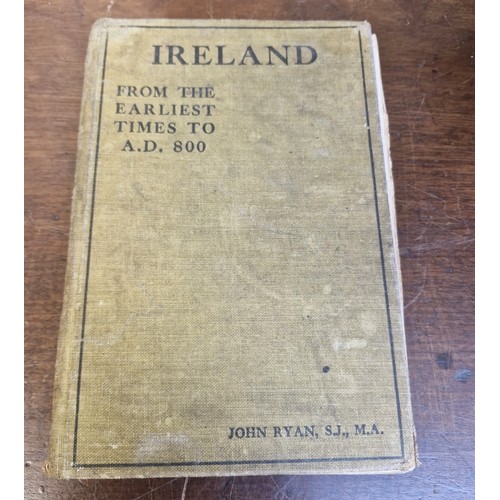 IRELAND
FROM THE
EARLIEST
TIMES TO
A.D. 800
JOHN RYAN, S.J., M.A.